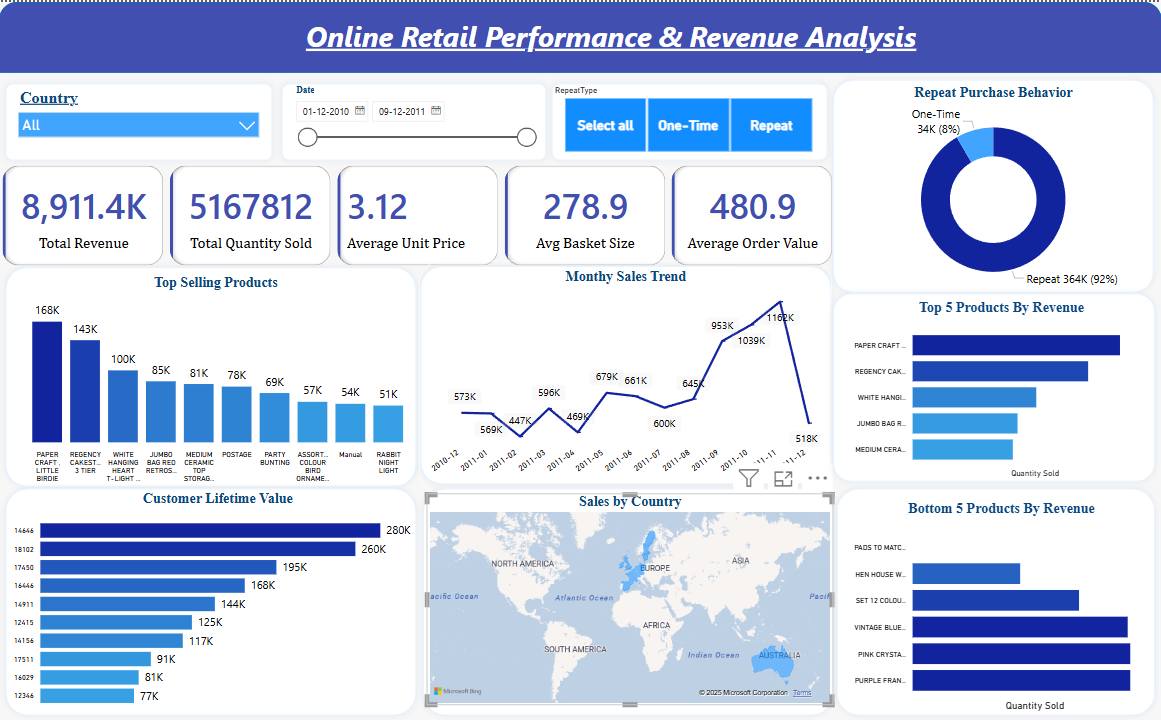 Online Retail Performance & Revenue Analysis
Country
All
Date
01-12-2010
09-12-2011
RepeatType
Select all
One-Time
Repeat
8,911.4K
Total Revenue
5167812
Total Quantity Sold
3.12
Average Unit Price
278.9
Avg Basket Size
480.9
Average Order Value
Repeat Purchase Behavior
One-Time
34K (8%)
Repeat 364K (92%)
Top Selling Products
168K
143K
100K
85K
81K
78K
69K
57K
54K
51K
PAPER
CRAFT ,
LITTLE
BIRDIE
REGENCY
CAKEST...
3 TIER
WHITE
HANGING
HEART
T-LIGHT ...
JUMBO
BAG RED
RETROS...
MEDIUM
CERAMIC
TOP
STORAG...
POSTAGE
PARTY
BUNTING
ASSORT...
COLOUR
BIRD
ORNAME...
Manual
RABBIT
NIGHT
LIGHT
Monthy Sales Trend
573K
569K
447K
596K
469K
679K
661K
600K
645K
953K
1039K
1162K
518K
2010-12
2011-01
2011-02
2011-03
2011-04
2011-05
2011-06
2011-07
2011-08
2011-09
2011-10
...-11
...-12
Top 5 Products By Revenue
PAPER CRAFT ...
REGENCY CAK...
WHITE HANGI...
JUMBO BAG R...
MEDIUM CERA...
Quantity Sold
Customer Lifetime Value
14646
280K
18102
260K
17450
195K
16446
168K
14911
144K
12415
125K
14156
117K
17511
91K
16029
81K
12346
77K
Sales by Country
NORTH AMERICA
EUROPE
ASIA
acific Ocean
Atlantic Ocean
Pacif
AFRICA
SOUTH AMERICA
Indian Ocean
AUSTRALIA
Microsoft Bing
© 2025 Microsoft Corporation
Terms
Bottom 5 Products By Revenue
PADS TO MATC...
HEN HOUSE W...
SET 12 COLOU...
VINTAGE BLUE...
PINK CRYSTA...
PURPLE FRAN...
Quantity Sold